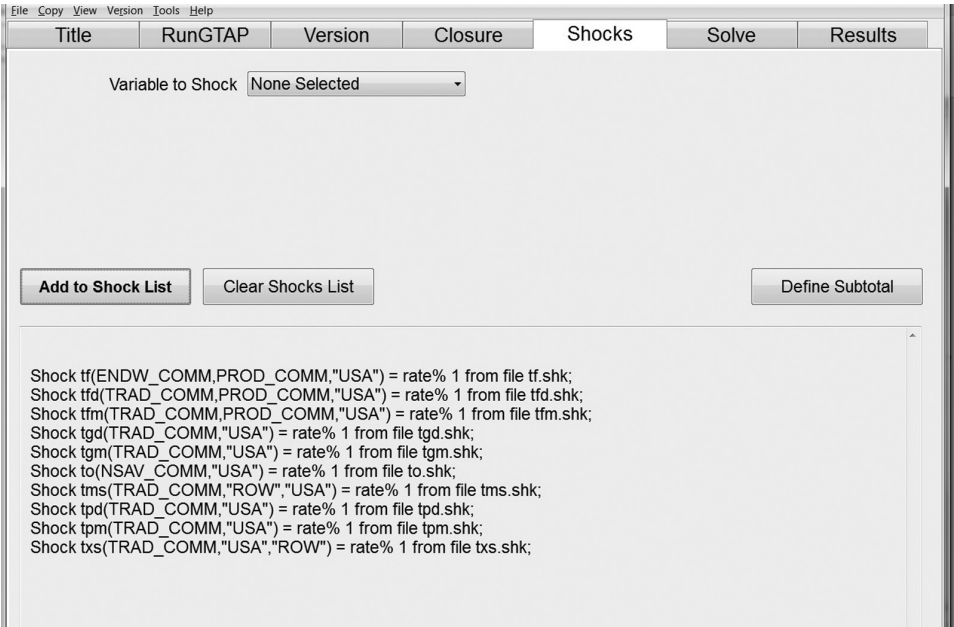 File Copy View Version Tools Help
Title RunGTAP Version Closure Shocks Solve Results
Variable to Shock None Selected
Add to Shock List Clear Shocks List Define Subtotal
Shock tf(ENDW_COMM,PROD_COMM,"USA") = rate% 1 from file tf.shk;
Shock tfd(TRAD_COMM,PROD_COMM,"USA") = rate% 1 from file tfd.shk;
Shock tfm(TRAD_COMM,PROD_COMM,"USA") = rate% 1 from file tfm.shk;
Shock tgd(TRAD_COMM,"USA") = rate% 1 from file tgd.shk;
Shock tgm(TRAD_COMM,"USA") = rate% 1 from file tgm.shk;
Shock to(NSAV_COMM,"USA") = rate% 1 from file to.shk;
Shock tms(TRAD_COMM,"ROW","USA") = rate% 1 from file tms.shk;
Shock tpd(TRAD_COMM,"USA") = rate% 1 from file tpd.shk;
Shock tpm(TRAD_COMM,"USA") = rate% 1 from file tpm.shk;
Shock txs(TRAD_COMM,"USA","ROW") = rate% 1 from file txs.shk;